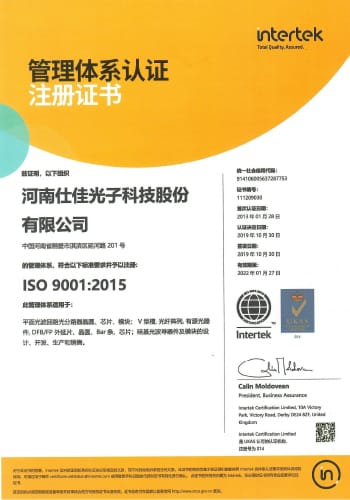 intertek
Total Quality. Assured.
管理体系认证
注册证书
兹证明，以下组织
河南仕佳光子科技股份
有限公司
中国河南省鹤壁市淇滨区延河路 201 号
的管理体系，符合以下标准要求并予以注册:
ISO 9001:2015
此管理体系适用于:
平面光波回路光分路器晶圆、芯片、模块; V 型槽, 光纤阵列, 有源光器
件, DFB/FP 外延片、晶圆、Bar 条、芯片; 硅基光波导器件及模块的设
计、开发、生产和销售。
统一社会信用代码:
914106005637287753
证书编号:
111209030
首次认证日期:
2013 年 01 月 28 日
认证决定日期:
2019 年 10 月 30 日
签发日期:
2019 年 10 月 30 日
有效期至:
2022 年 01 月 27 日
Intertek
UKAS
014
Calin Moldovean
President, Business Assurance
Intertek Certification Limited, 10A Victory
Park, Victory Road, Derby DE24 8ZF, United
Kingdom
Intertek Certification Limited
由 UKAS 认可的认证机构,
注册号为 014
intertek